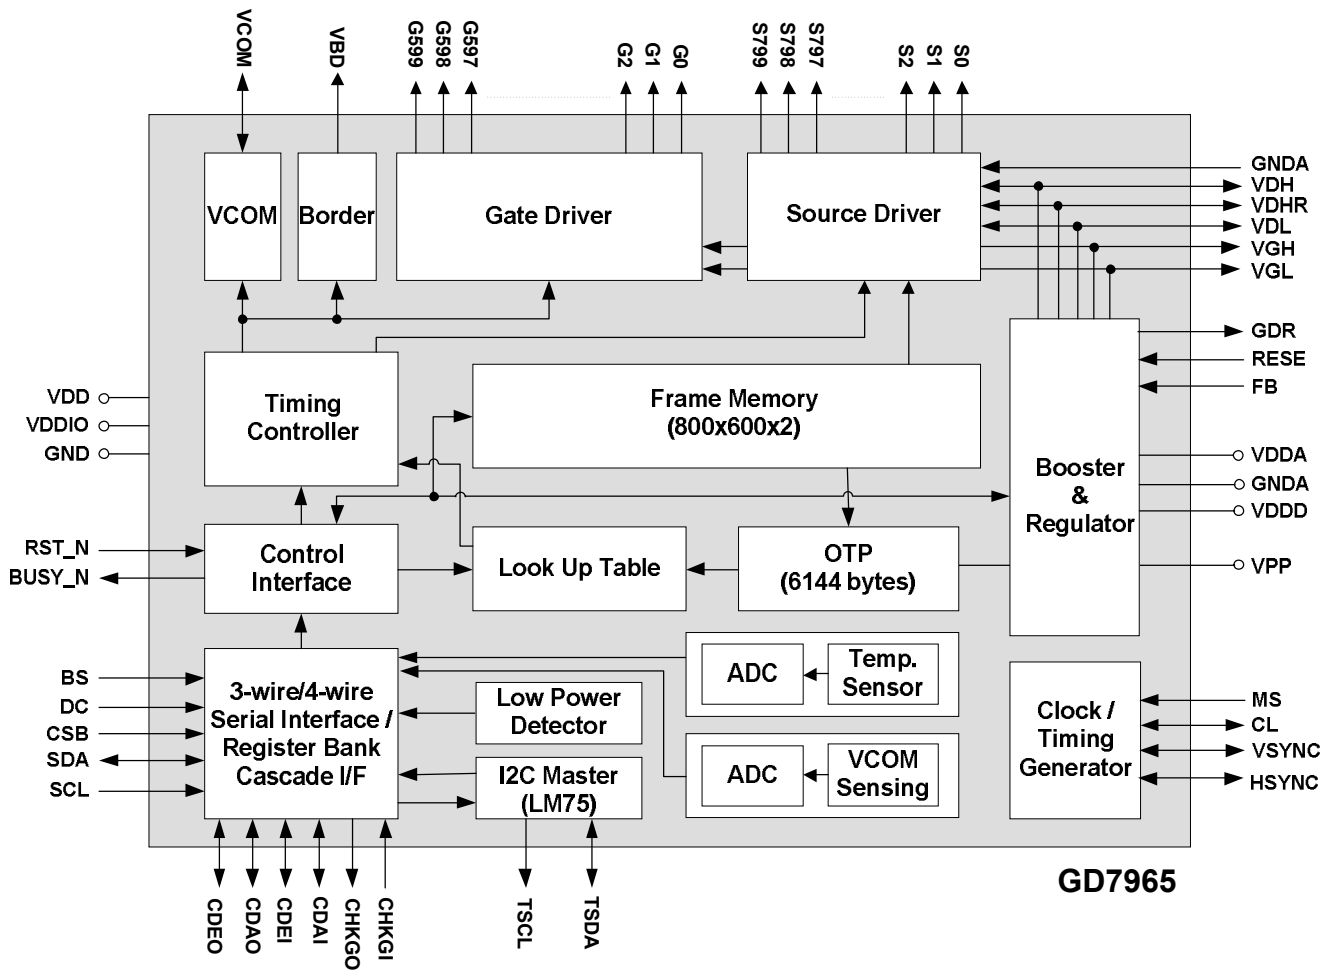 VCOM
VBD
G599
G598
G597
G2
G1
G0
S799
S798
S797
S2
S1
S0
VCOM
Border
Gate Driver
Source Driver
GNDA
VDH
VDHR
VDL
VGH
VGL
GDR
RESE
FB
VDD
VDDIO
GND
Timing
Controller
Frame Memory
(800x600x2)
Booster
&
Regulator
VDDA
GNDA
VDDD
VPP
RST_N
BUSY_N
Control
Interface
Look Up Table
OTP
(6144 bytes)
BS
DC
CSB
SDA
SCL
3-wire/4-wire
Serial Interface /
Register Bank
Cascade I/F
Low Power
Detector
I2C Master
(LM75)
ADC
Temp.
Sensor
ADC
VCOM
Sensing
Clock /
Timing
Generator
MS
CL
VSYNC
HSYNC
CDEO
CDAO
CDEI
CDAI
CHKGO
CHKGI
TSCL
TSDA
GD7965